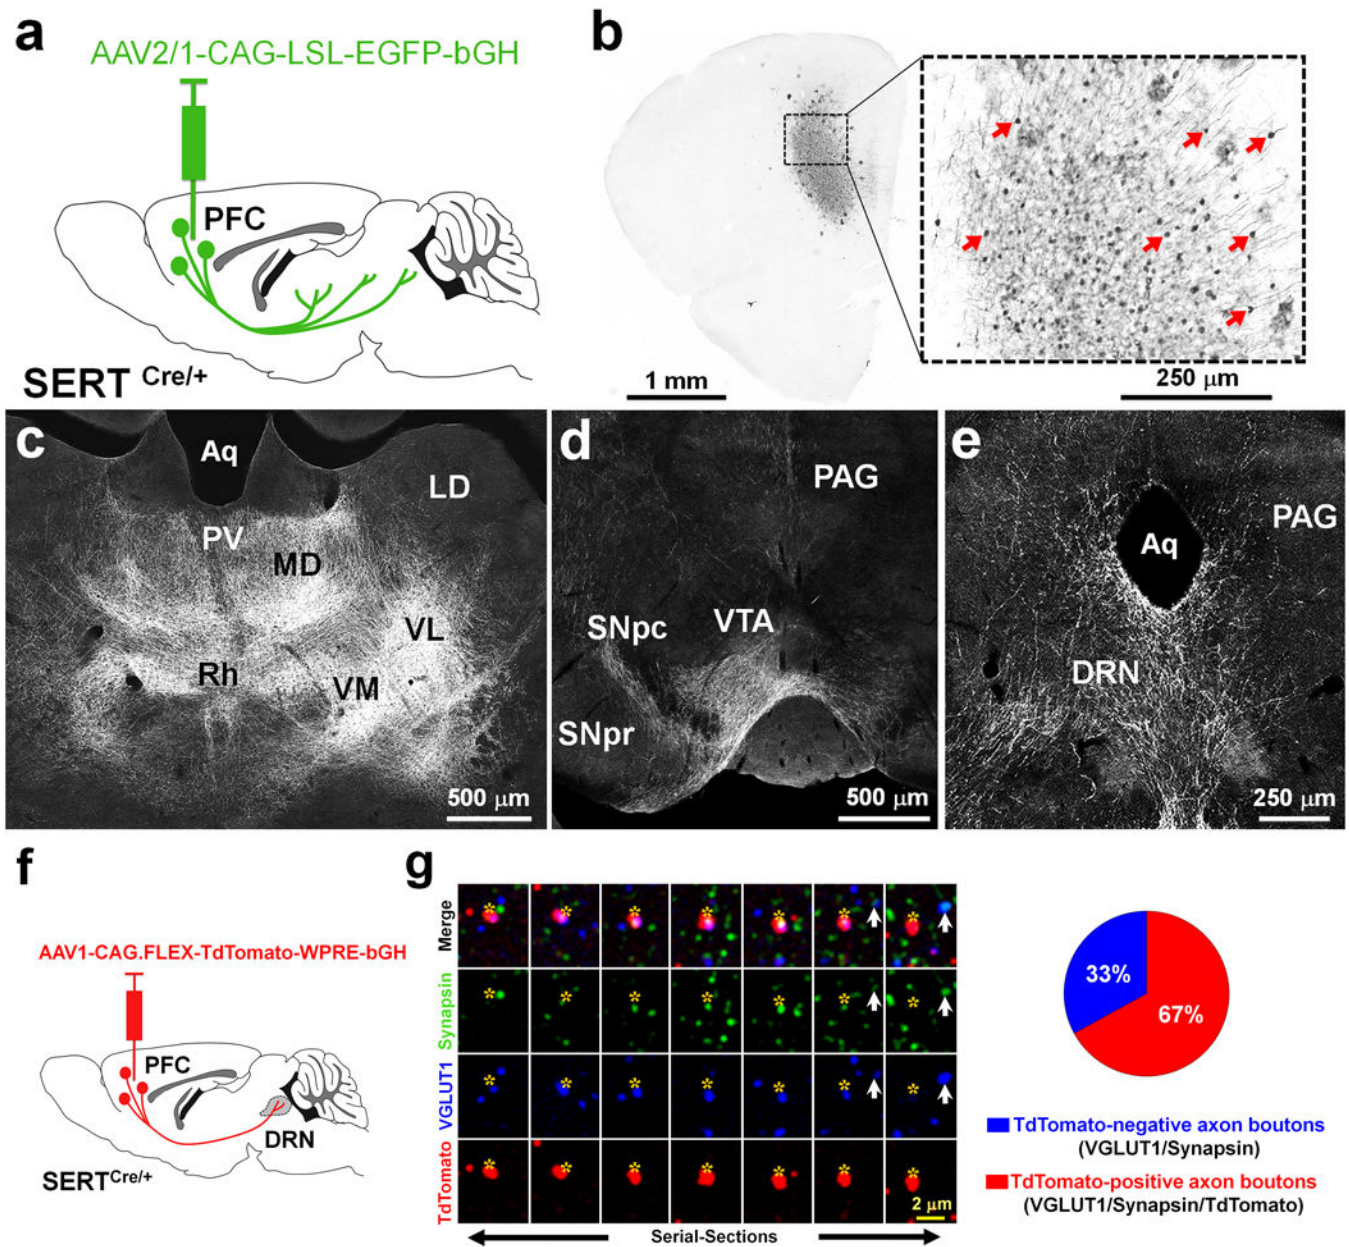 a
AAV2/1-CAG-LSL-EGFP-bGH
PFC
SERT Cre/+
b
1 mm
250 µm
c
Aq
LD
PV
MD
VL
Rh
VM
500 µm
d
PAG
SNpc
VTA
SNpr
500 µm
e
PAG
Aq
DRN
250 µm
f
AAV1-CAG.FLEX-TdTomato-WPRE-bGH
PFC
DRN
SERTCre/+
g
Merge
Synapsin
VGLUT1
TdTomato
2 µm
Serial-Sections
33%
67%
TdTomato-negative axon boutons
(VGLUT1/Synapsin)
TdTomato-positive axon boutons
(VGLUT1/Synapsin/TdTomato)